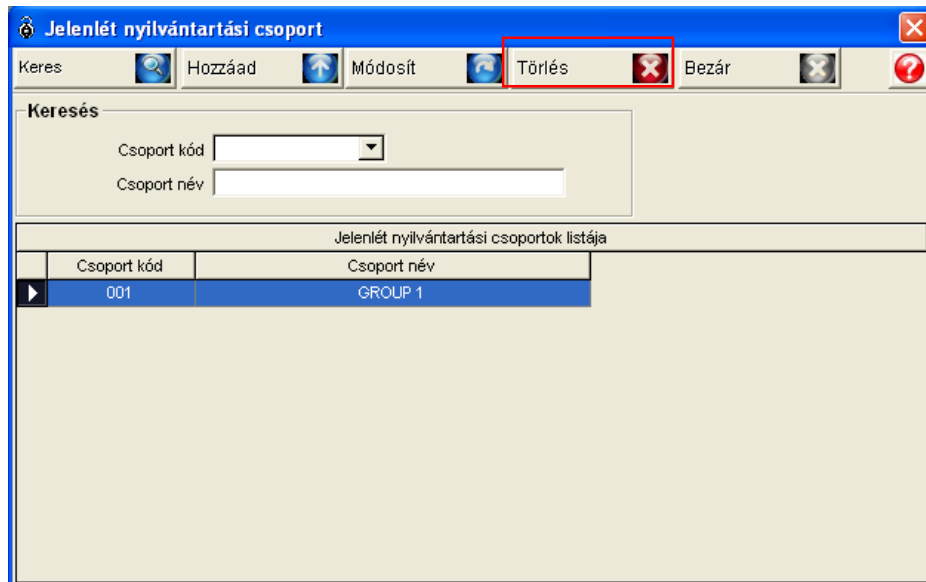 Jelenlét nyilvántartási csoport
Keres Hozzáad Módosít Törlés Bezár
Keresés
Csoport kód
Csoport név
Jelenlét nyilvántartási csoportok listája
Csoport kód Csoport név
001 GROUP 1